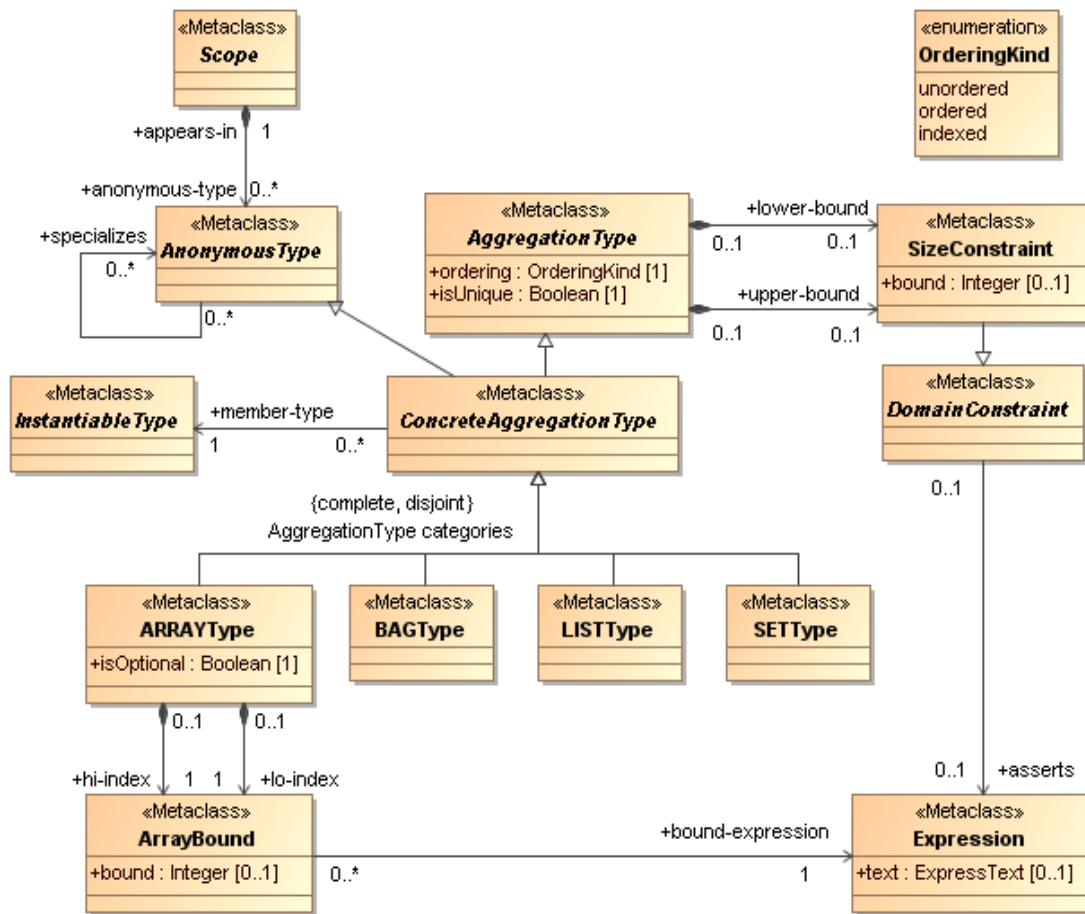 «Metaclass»
Scope
+appears-in
1
+anonymous-type
0..*
«enumeration»
OrderingKind
unordered
ordered
indexed
«Metaclass»
AnonymousType
+specializes
0..*
0..*
«Metaclass»
AggregationType
+ordering : OrderingKind [1]
+isUnique : Boolean [1]
+lower-bound
0..1
0..1
+upper-bound
0..1
0..1
«Metaclass»
SizeConstraint
+bound : Integer [0..1]
«Metaclass»
InstantiableType
+member-type
1
0..*
«Metaclass»
ConcreteAggregationType
«Metaclass»
DomainConstraint
0..1
{complete, disjoint}
AggregationType categories
«Metaclass»
ARRAYType
+isOptional : Boolean [1]
«Metaclass»
BAGType
«Metaclass»
LISTType
«Metaclass»
SETType
0..1
0..1
+hi-index
1
1
+lo-index
0..1
+asserts
«Metaclass»
ArrayBound
+bound : Integer [0..1]
+bound-expression
0..*
1
«Metaclass»
Expression
+text : ExpressText [0..1]